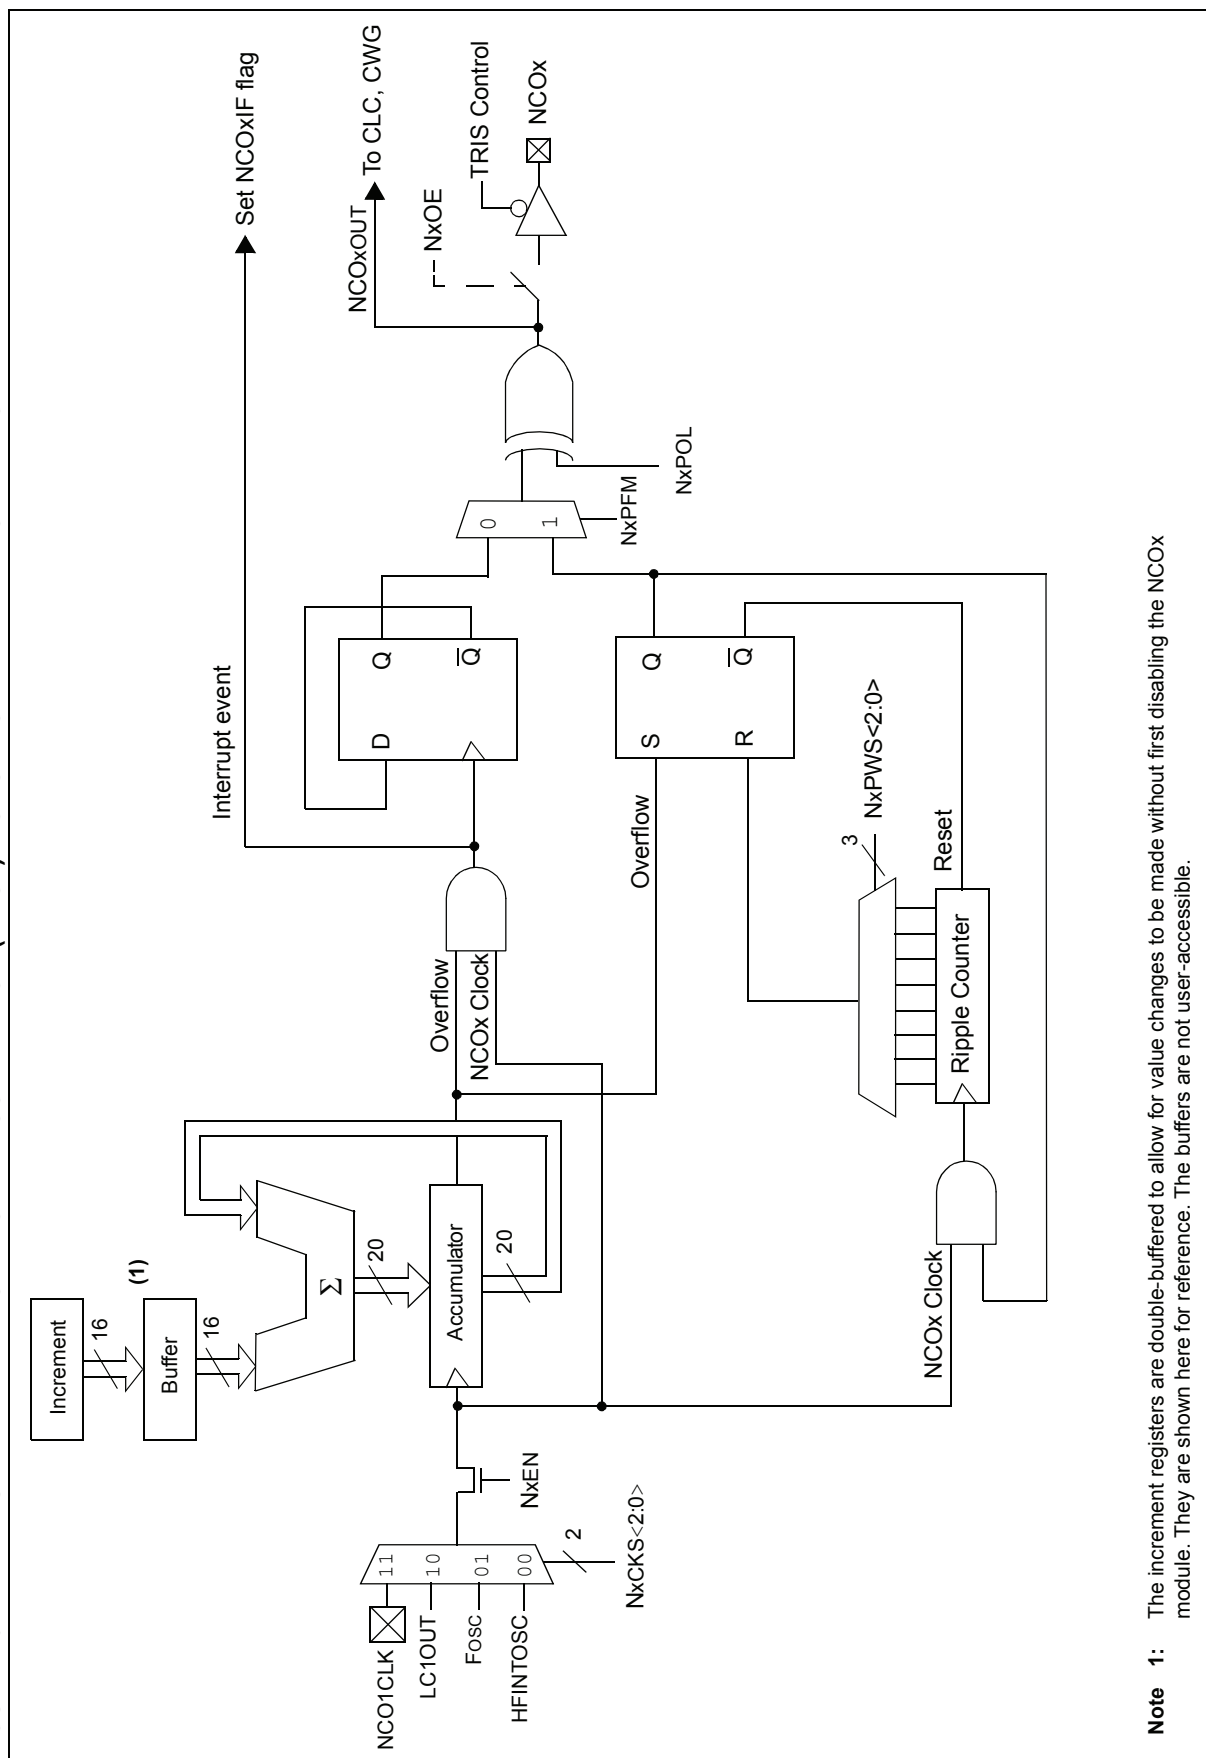 Increment
16
Buffer
(1)
16
Σ
20
Accumulator
20
NCO1CLK
LC1OUT
FOSC
HFINTOSC
11
10
01
00
2
NxCKS<2:0>
NxEN
Overflow
NCOx Clock
Interrupt event
Set NCOxIF flag
D
Q
Q
Overflow
S
Q
R
Q
NCOx Clock
Ripple Counter
Reset
3
NxPWS<2:0>
0
1
NxPFM
NxPOL
NCOxOUT
To CLC, CWG
NxOE
TRIS Control
NCOx
Note 1: The increment registers are double-buffered to allow for value changes to be made without first disabling the NCOx
module. They are shown here for reference. The buffers are not user-accessible.